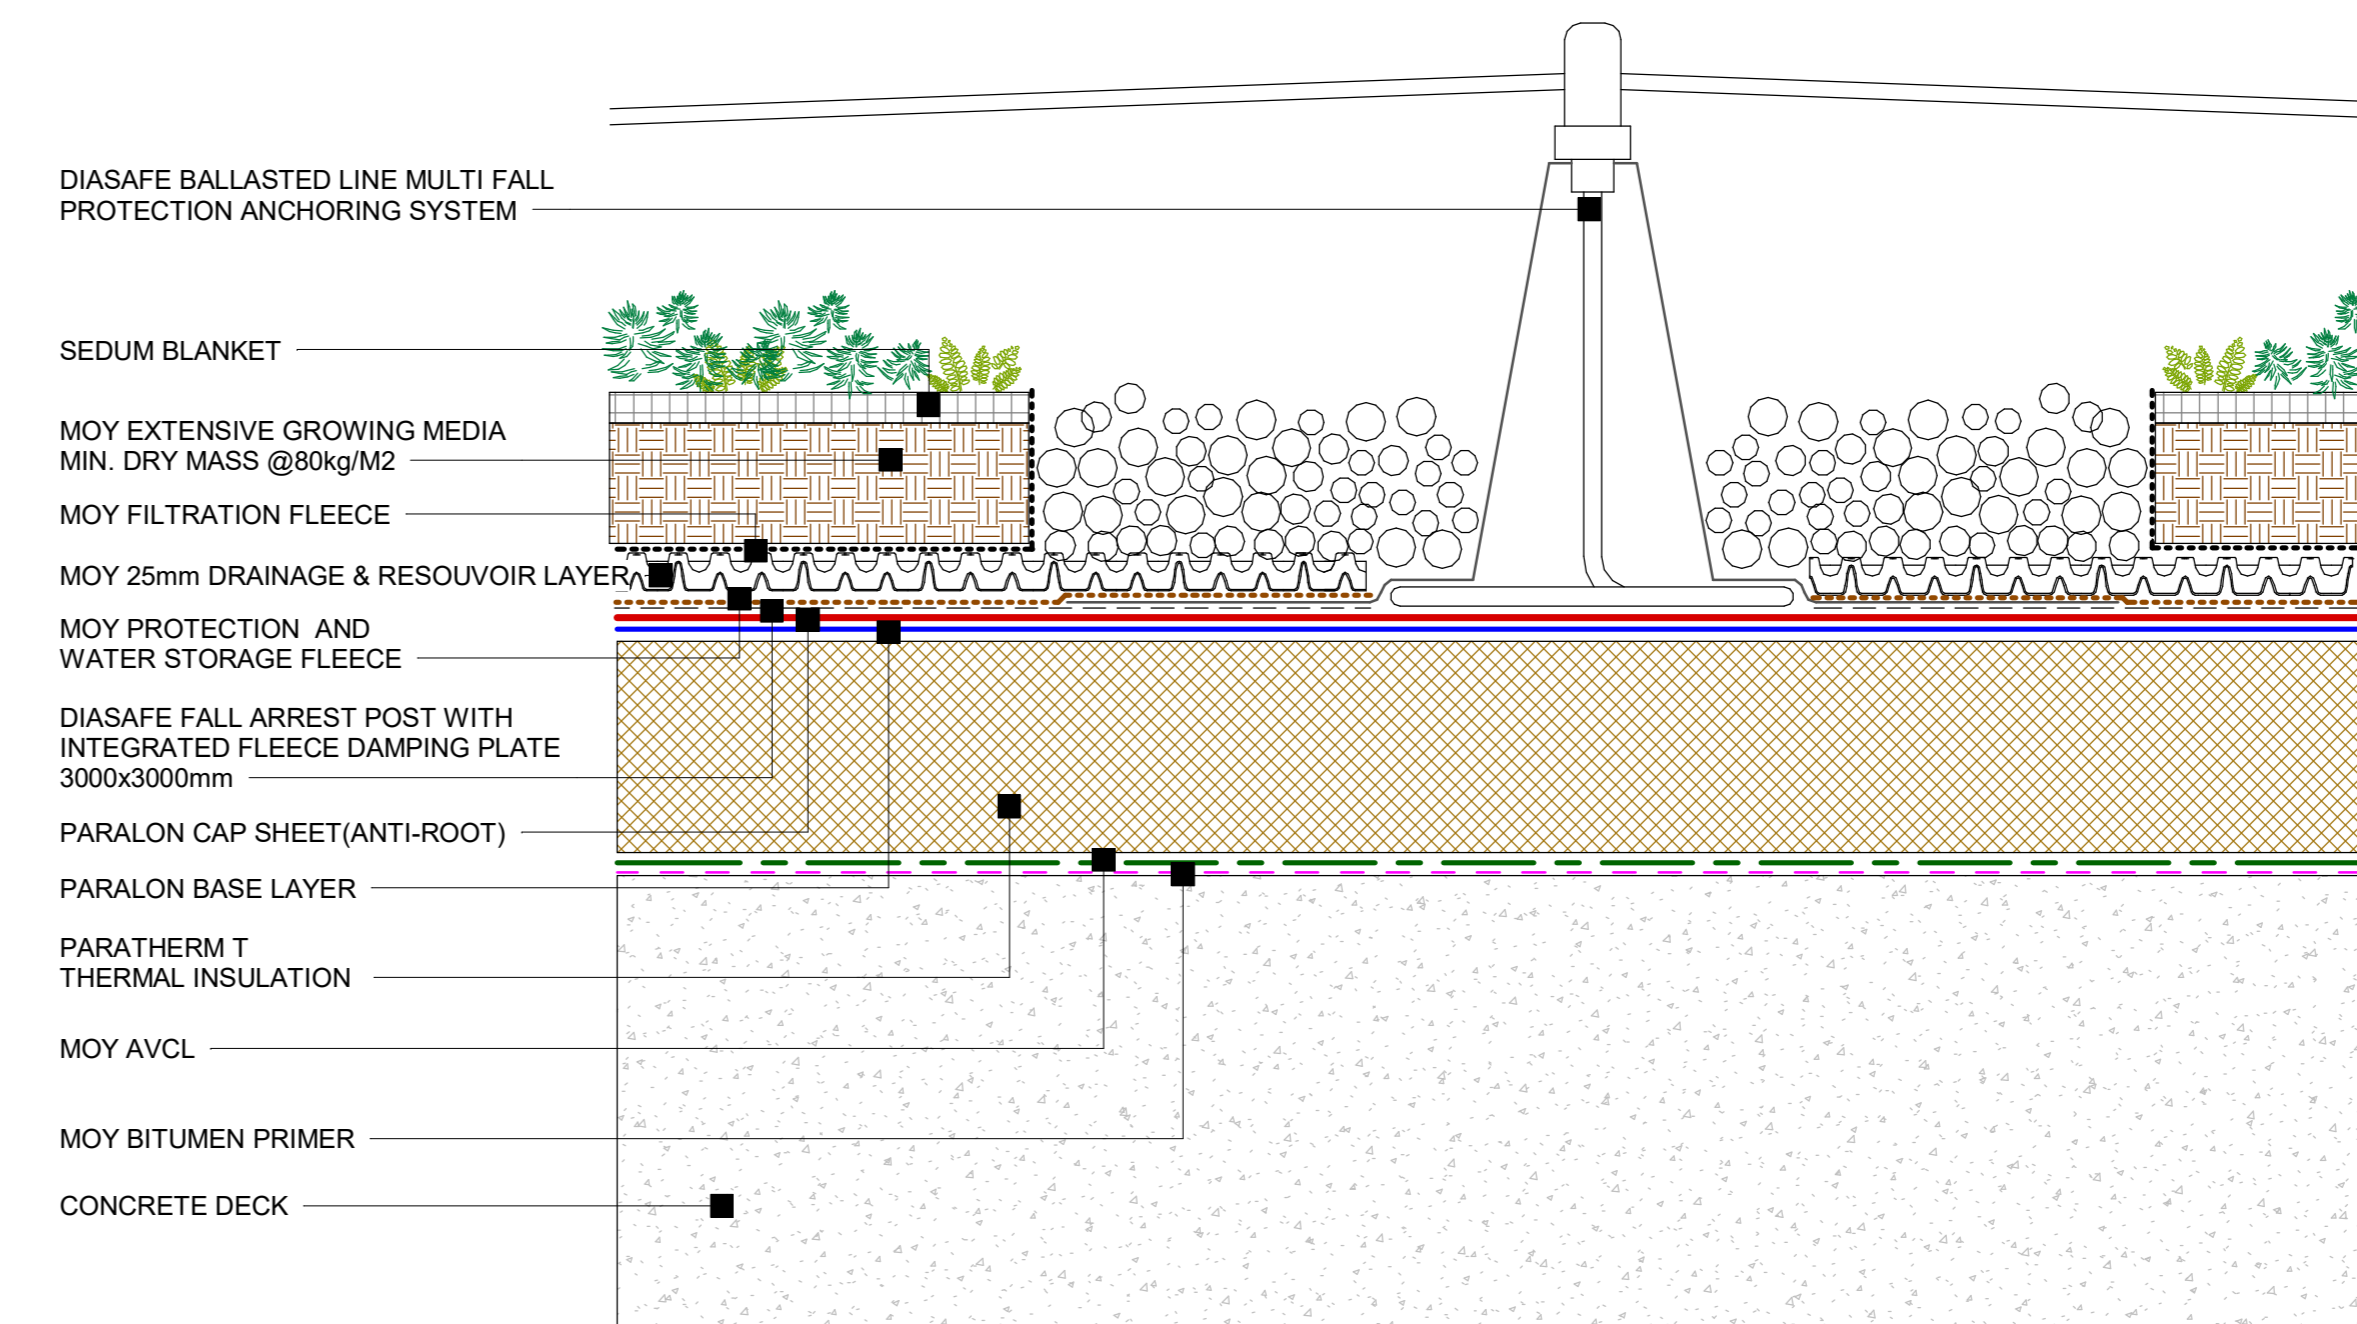 DIASAFE BALLASTED LINE MULTI FALL
PROTECTION ANCHORING SYSTEM
SEDUM BLANKET
MOY EXTENSIVE GROWING MEDIA
MIN. DRY MASS @80kg/M2
MOY FILTRATION FLEECE
MOY 25mm DRAINAGE & RESOUVOIR LAYER
MOY PROTECTION AND
WATER STORAGE FLEECE
DIASAFE FALL ARREST POST WITH
INTEGRATED FLEECE DAMPING PLATE
3000x3000mm
PARALON CAP SHEET(ANTI-ROOT)
PARALON BASE LAYER
PARATHERM T
THERMAL INSULATION
MOY AVCL
MOY BITUMEN PRIMER
CONCRETE DECK